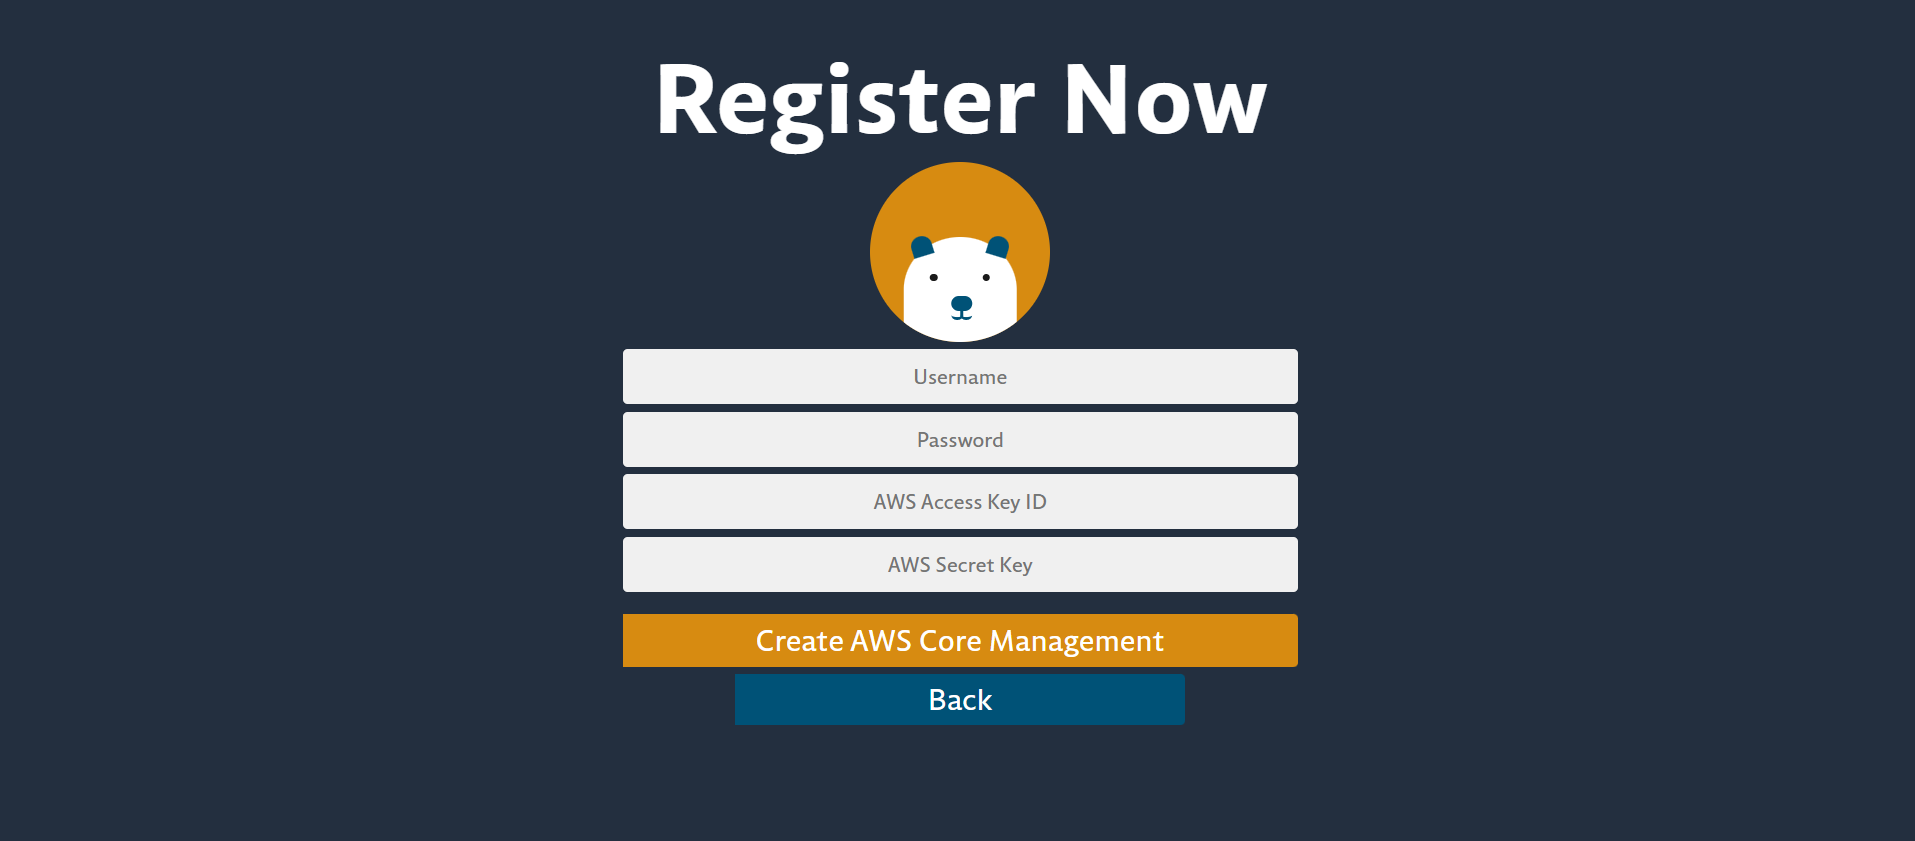 Register Now
Username
Password
AWS Access Key ID
AWS Secret Key
Create AWS Core Management
Back